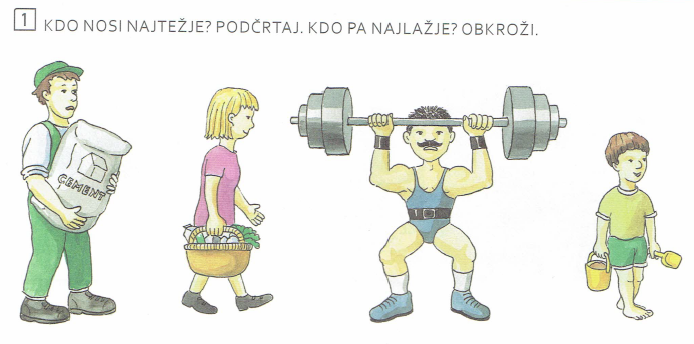 1 KDO NOSI NAJTEŽJE? PODČRTAJ. KDO PA NAJLAŽJE? OBKROŽI.
CEMENT